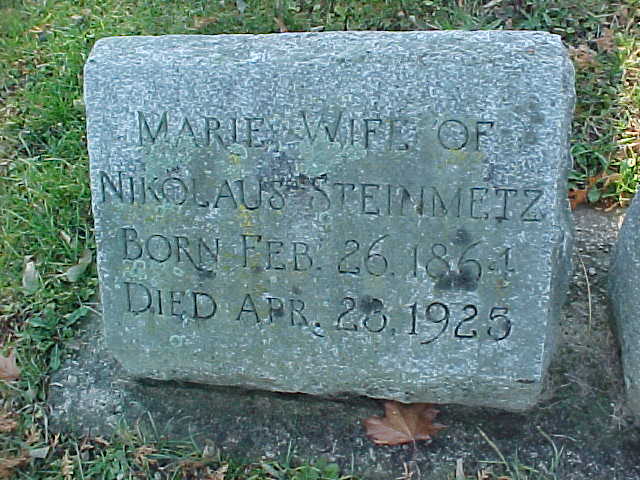 MARIE WIFE OF
NIKOLAUS STEINMETZ
BORN FEB. 26, 1864
DIED APR. 28, 1925